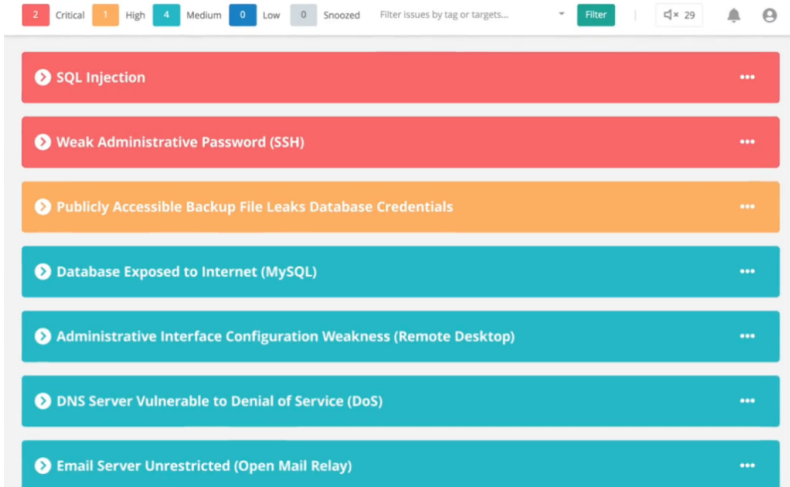 2 Critical 1 High 4 Medium 0 Low 0 Snoozed Filter issues by tag or targets... Filter 29
SQL Injection
Weak Administrative Password (SSH)
Publicly Accessible Backup File Leaks Database Credentials
Database Exposed to Internet (MySQL)
Administrative Interface Configuration Weakness (Remote Desktop)
DNS Server Vulnerable to Denial of Service (DoS)
Email Server Unrestricted (Open Mail Relay)